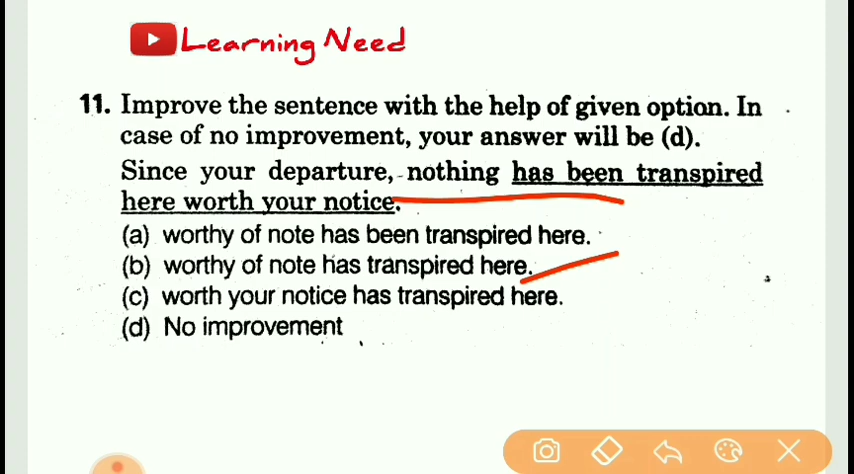 Learning Need
11. Improve the sentence with the help of given option. In
case of no improvement, your answer will be (d).
Since your departure, nothing has been transpired
here worth your notice.
(a) worthy of note has been transpired here.
(b) worthy of note has transpired here.
(c) worth your notice has transpired here.
(d) No improvement